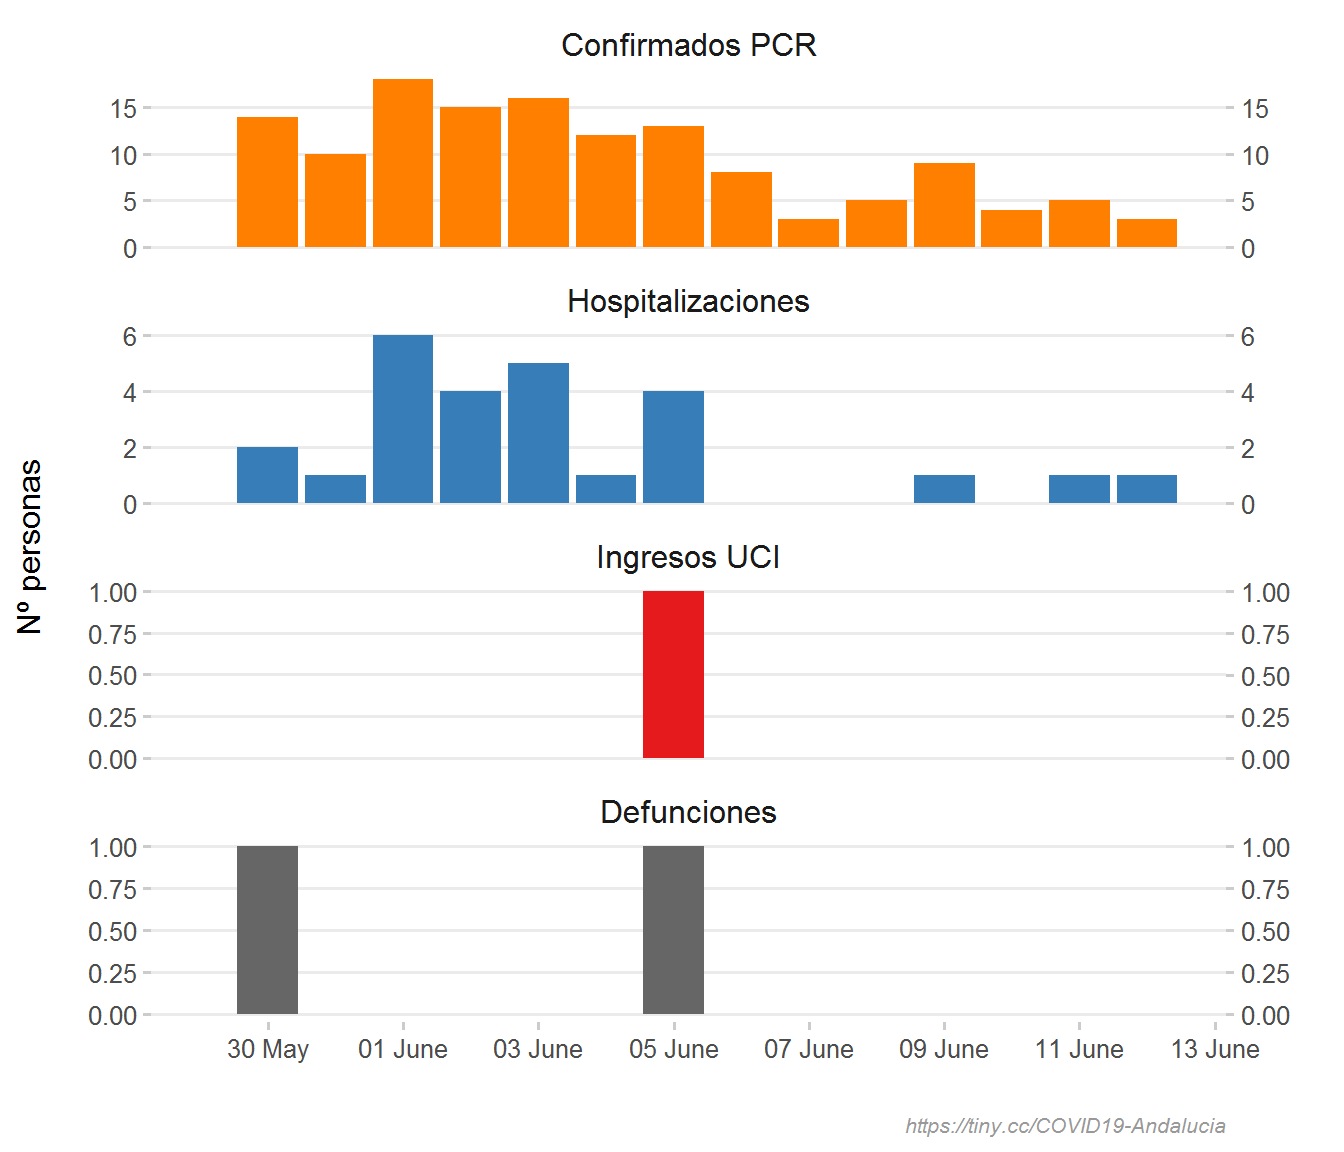 Confirmados PCR
15 15
10 10
5 5
0 0
Hospitalizaciones
6 6
4 4
2 2
0 0
Nº personas
Ingresos UCI
1.00 1.00
0.75 0.75
0.50 0.50
0.25 0.25
0.00 0.00
Defunciones
1.00 1.00
0.75 0.75
0.50 0.50
0.25 0.25
0.00 0.00
30 May 01 June 03 June 05 June 07 June 09 June 11 June 13 June
https://tiny.cc/COVID19-Andalucia